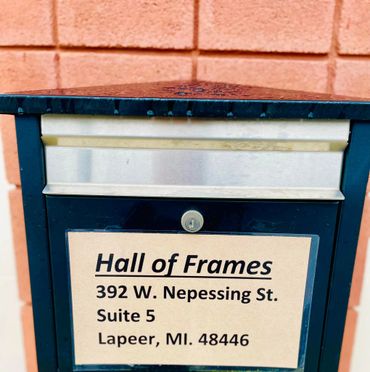 Hall of Frames
392 W. Nepessing St.
Suite 5
Lapeer, MI. 48446